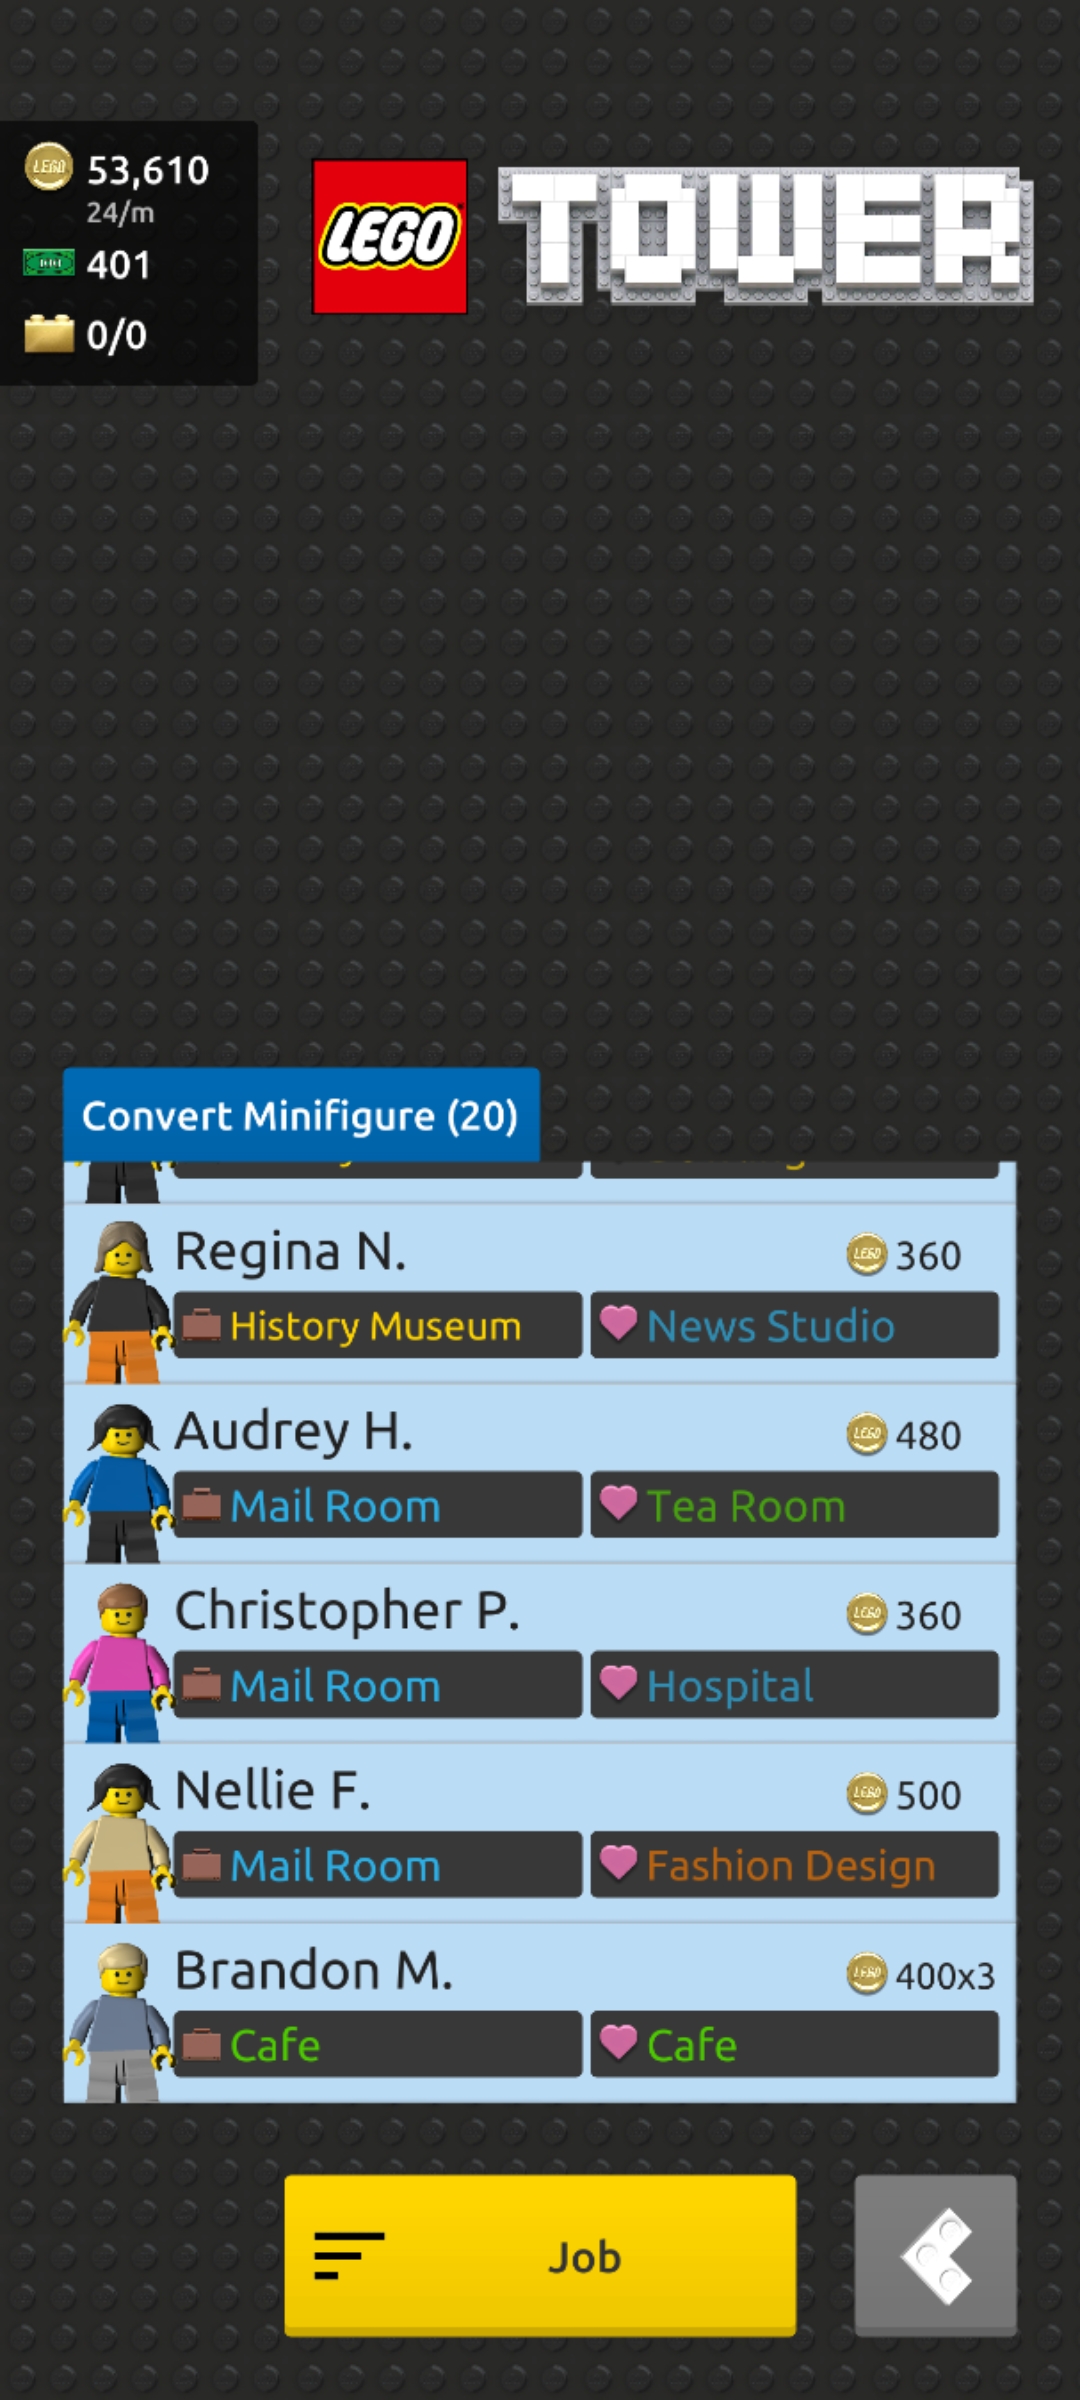 53,610
24/m
401
0/0
LEGO TOWER
Convert Minifigure (20)
Regina N. 360
History Museum News Studio
Audrey H. 480
Mail Room Tea Room
Christopher P. 360
Mail Room Hospital
Nellie F. 500
Mail Room Fashion Design
Brandon M. 400x3
Cafe Cafe
Job